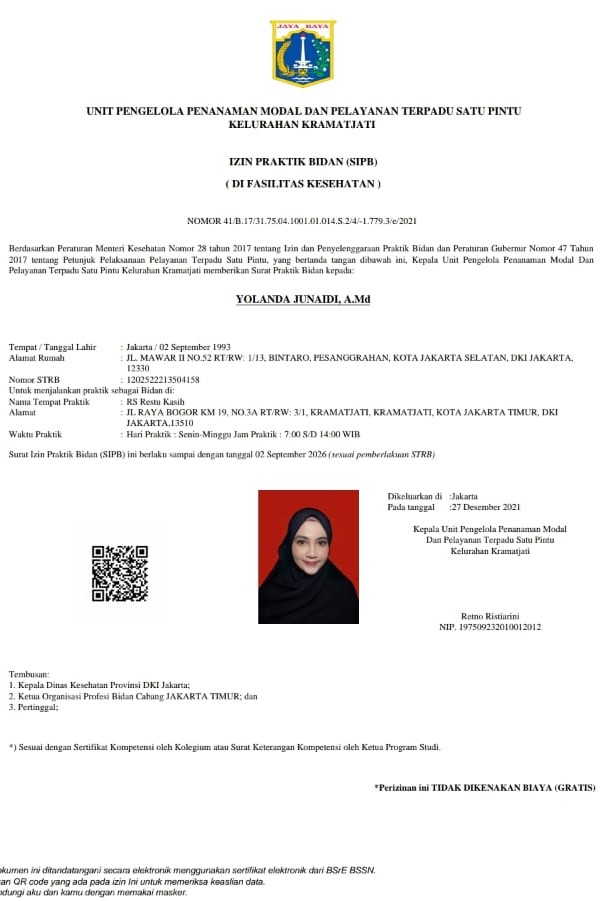 JAYA RAYA
UNIT PENGELOLA PENANAMAN MODAL DAN PELAYANAN TERPADU SATU PINTU
KELURAHAN KRAMATJATI
IZIN PRAKTIK BIDAN (SIPB)
( DI FASILITAS KESEHATAN )
NOMOR 41/B.17/31.75.04.1001.01.014.S.2/4/-1.779.3/e/2021
Berdasarkan Peraturan Menteri Kesehatan Nomor 28 tahun 2017 tentang Izin dan Penyelenggaraan Praktik Bidan dan Peraturan Gubernur Nomor 47 Tahun
2017 tentang Petunjuk Pelaksanaan Pelayanan Terpadu Satu Pintu, yang bertanda tangan dibawah ini, Kepala Unit Pengelola Penanaman Modal Dan
Pelayanan Terpadu Satu Pintu Kelurahan Kramatjati memberikan Surat Praktik Bidan kepada:
YOLANDA JUNAIDI, A.Md
Tempat / Tanggal Lahir : Jakarta / 02 September 1993
Alamat Rumah : JL. MAWAR II NO.52 RT/RW: 1/13, BINTARO, PESANGGRAHAN, KOTA JAKARTA SELATAN, DKI JAKARTA,
12330
Nomor STRB : 1202522213504158
Untuk menjalankan praktik sebagai Bidan di:
Nama Tempat Praktik : RS Restu Kasih
Alamat : JL RAYA BOGOR KM 19, NO.3A RT/RW: 3/1, KRAMATJATI, KRAMATJATI, KOTA JAKARTA TIMUR, DKI
JAKARTA,13510
Waktu Praktik : Hari Praktik : Senin-Minggu Jam Praktik : 7:00 S/D 14:00 WIB
Surat Izin Praktik Bidan (SIPB) ini berlaku sampai dengan tanggal 02 September 2026 (sesuai pemberlakuan STRB)
Dikeluarkan di :Jakarta
Pada tanggal :27 Desember 2021
Kepala Unit Pengelola Penanaman Modal
Dan Pelayanan Terpadu Satu Pintu
Kelurahan Kramatjati
Retno Ristiarini
NIP. 197509232010012012
Tembusan:
1. Kepala Dinas Kesehatan Provinsi DKI Jakarta;
2. Ketua Organisasi Profesi Bidan Cabang JAKARTA TIMUR; dan
3. Pertinggal;
*) Sesuai dengan Sertifikat Kompetensi oleh Kolegium atau Surat Keterangan Kompetensi oleh Ketua Program Studi.
*Perizinan ini TIDAK DIKENAKAN BIAYA (GRATIS)
okumen ini ditandatangani secara elektronik menggunakan sertifikat elektronik dari BSrE BSSN.
an QR code yang ada pada izin Ini untuk memeriksa keaslian data.
ndungi aku dan kamu dengan memakai masker.